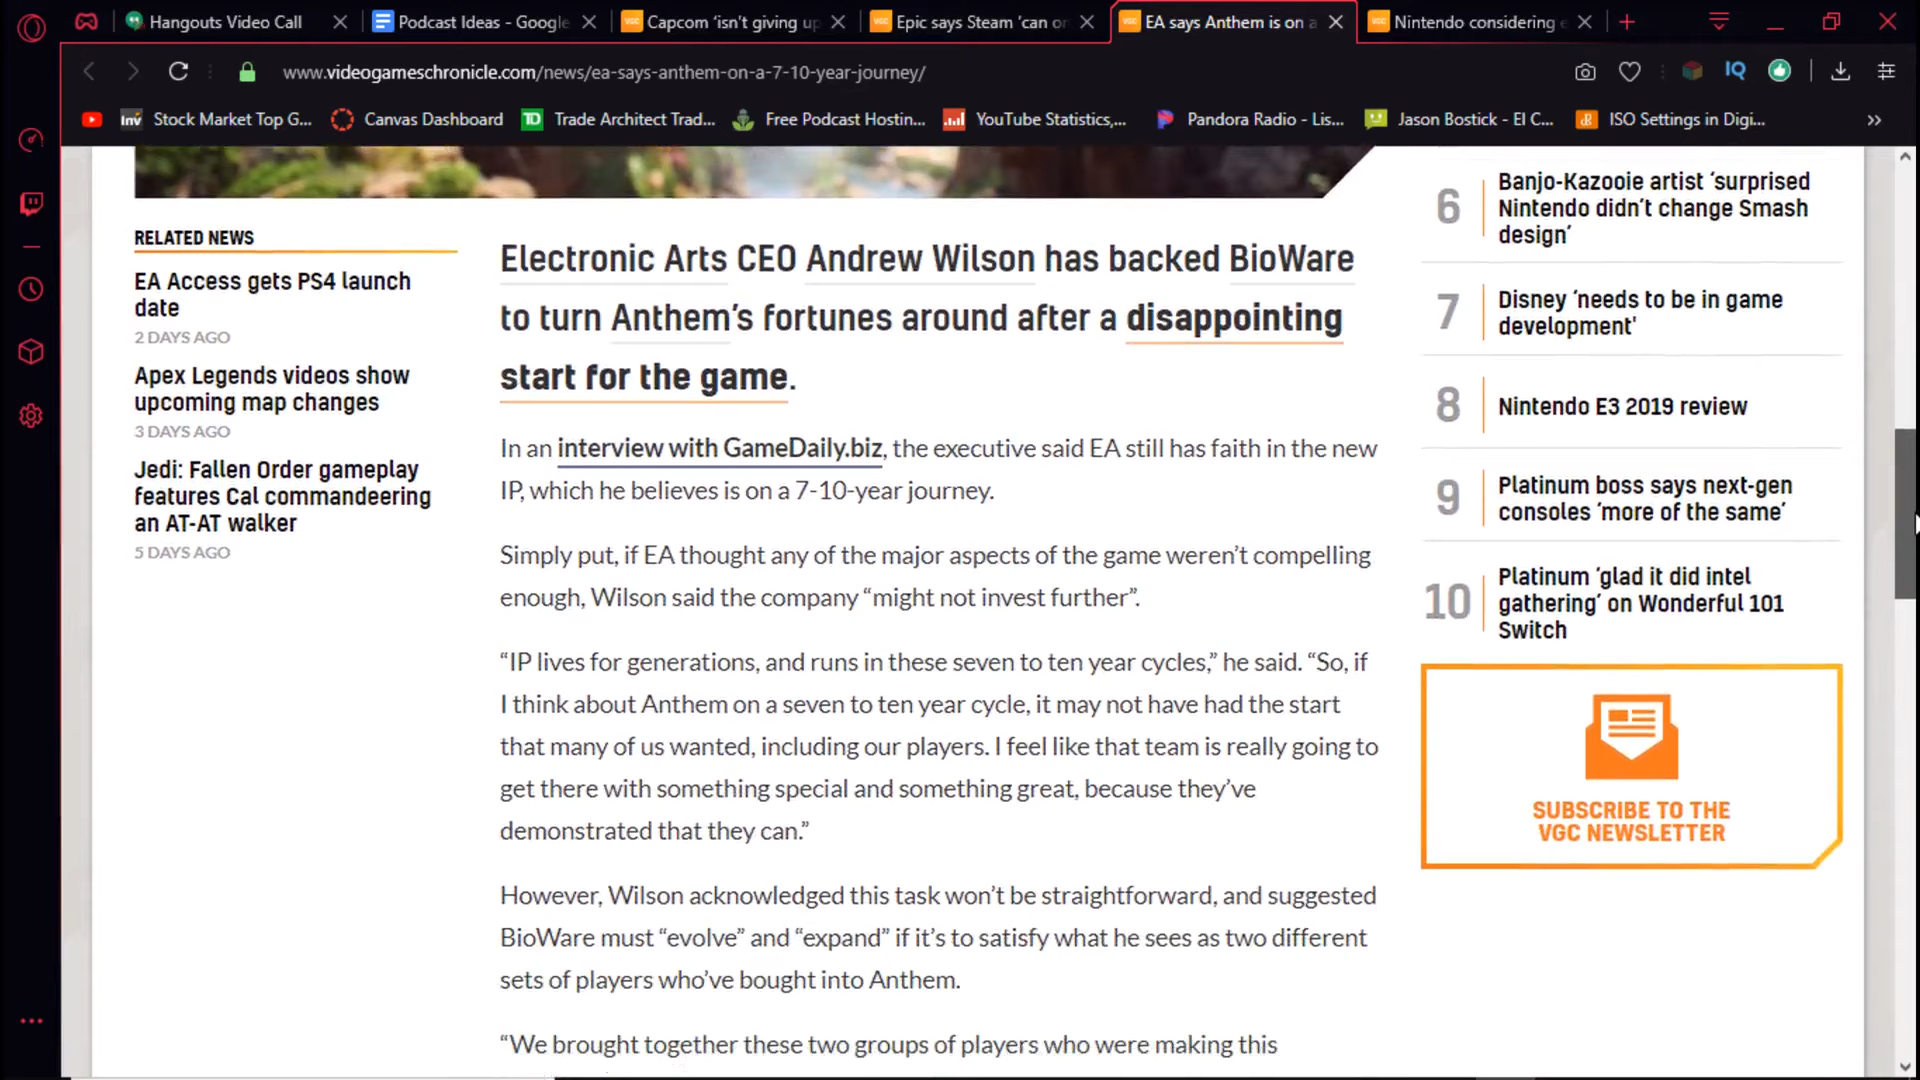 Hangouts Video Call
Podcast Ideas - Google
Capcom ‘isn't giving up
Epic says Steam ‘can on
EA says Anthem is on a
Nintendo considering e
www.videogameschronicle.com/news/ea-says-anthem-on-a-7-10-year-journey/
IQ
Inv Stock Market Top G...
Canvas Dashboard
TD Trade Architect Trad...
Free Podcast Hostin...
YouTube Statistics,...
Pandora Radio - Lis...
Jason Bostick - El C...
ISO Settings in Digi...
RELATED NEWS
EA Access gets PS4 launch
date
2 DAYS AGO
Apex Legends videos show
upcoming map changes
3 DAYS AGO
Jedi: Fallen Order gameplay
features Cal commandeering
an AT-AT walker
5 DAYS AGO
Electronic Arts CEO Andrew Wilson has backed BioWare
to turn Anthem’s fortunes around after a disappointing
start for the game.
In an interview with GameDaily.biz, the executive said EA still has faith in the new
IP, which he believes is on a 7-10-year journey.
Simply put, if EA thought any of the major aspects of the game weren’t compelling
enough, Wilson said the company “might not invest further”.
“IP lives for generations, and runs in these seven to ten year cycles,” he said. “So, if
I think about Anthem on a seven to ten year cycle, it may not have had the start
that many of us wanted, including our players. I feel like that team is really going to
get there with something special and something great, because they’ve
demonstrated that they can.”
However, Wilson acknowledged this task won’t be straightforward, and suggested
BioWare must “evolve” and “expand” if it’s to satisfy what he sees as two different
sets of players who’ve bought into Anthem.
“We brought together these two groups of players who were making this
6 Banjo-Kazooie artist ‘surprised
Nintendo didn’t change Smash
design’
7 Disney ‘needs to be in game
development'
8 Nintendo E3 2019 review
9 Platinum boss says next-gen
consoles ‘more of the same’
10 Platinum ‘glad it did intel
gathering’ on Wonderful 101
Switch
SUBSCRIBE TO THE
VGC NEWSLETTER